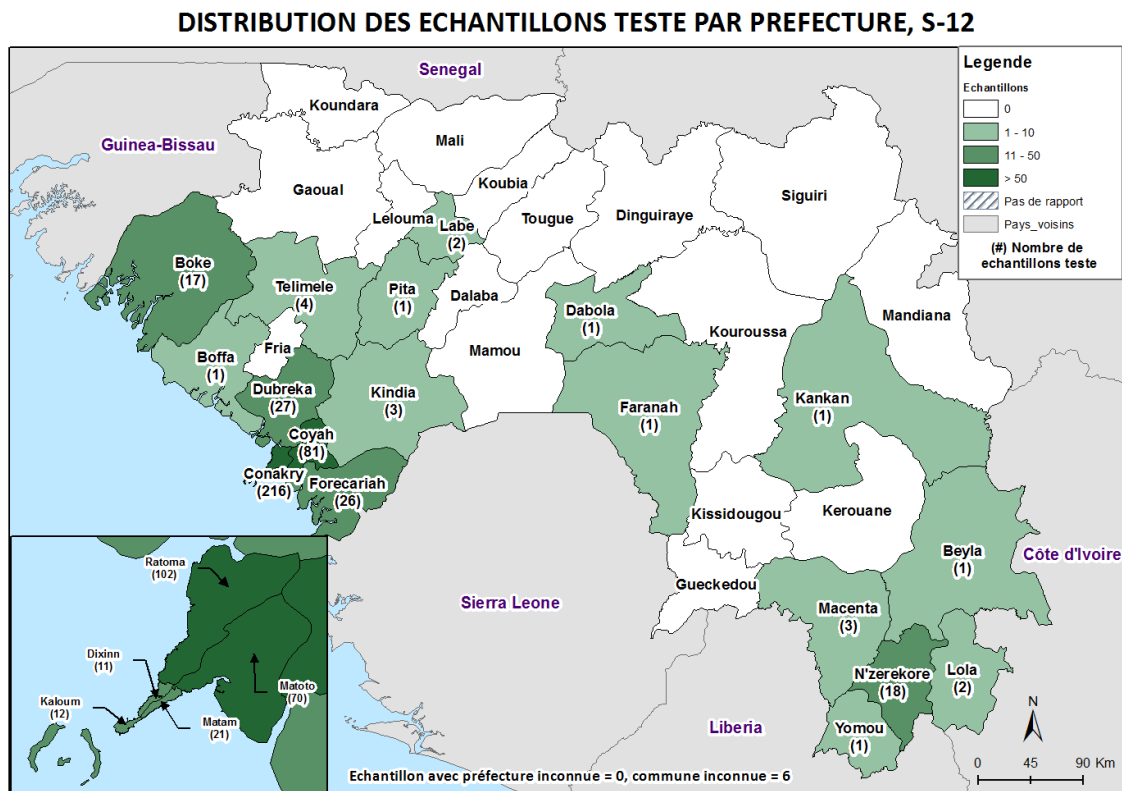 DISTRIBUTION DES ECHANTILLONS TESTE PAR PREFECTURE, S-12
Senegal
Guinea-Bissau
Koundara
Mali
Gaoual
Koubia
Lelouma
Labe
(2)
Tougue
Dinguiraye
Siguiri
Boke
(17)
Telimele
(4)
Pita
(1)
Dalaba
Dabola
(1)
Kouroussa
Mandiana
Boffa
(1)
Fria
Mamou
Dubreka
(27)
Kindia
(3)
Faranah
(1)
Kankan
(1)
Coyah
(81)
Conakry
(216)
Forecariah
(26)
Kissidougou
Kerouane
Beyla
(1)
Côte d'Ivoire
Gueckedou
Sierra Leone
Macenta
(3)
N'zerekore
(18)
Lola
(2)
Yomou
(1)
Liberia
Legende
Echantillons
0
1 - 10
11 - 50
> 50
Pas de rapport
Pays_voisins
(#) Nombre de
echantillons teste
Ratoma
(102)
Dixinn
(11)
Kaloum
(12)
Matoto
(70)
Matam
(21)
N
0 45 90 Km
Echantillon avec préfecture inconnue = 0, commune inconnue = 6